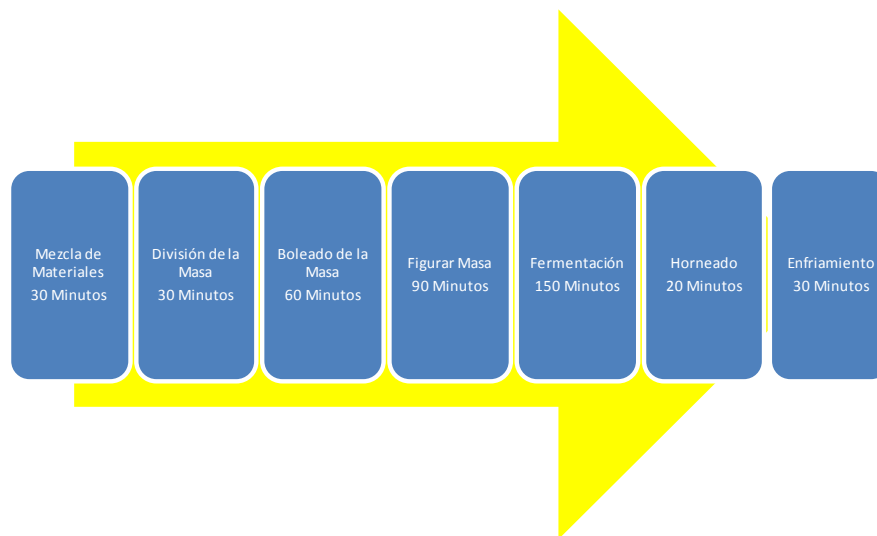 Mezcla de
Materiales
30 Minutos
División de la
Masa
30 Minutos
Boleado de la
Masa
60 Minutos
Figurar Masa
90 Minutos
Fermentación
150 Minutos
Horneado
20 Minutos
Enfriamiento
30 Minutos